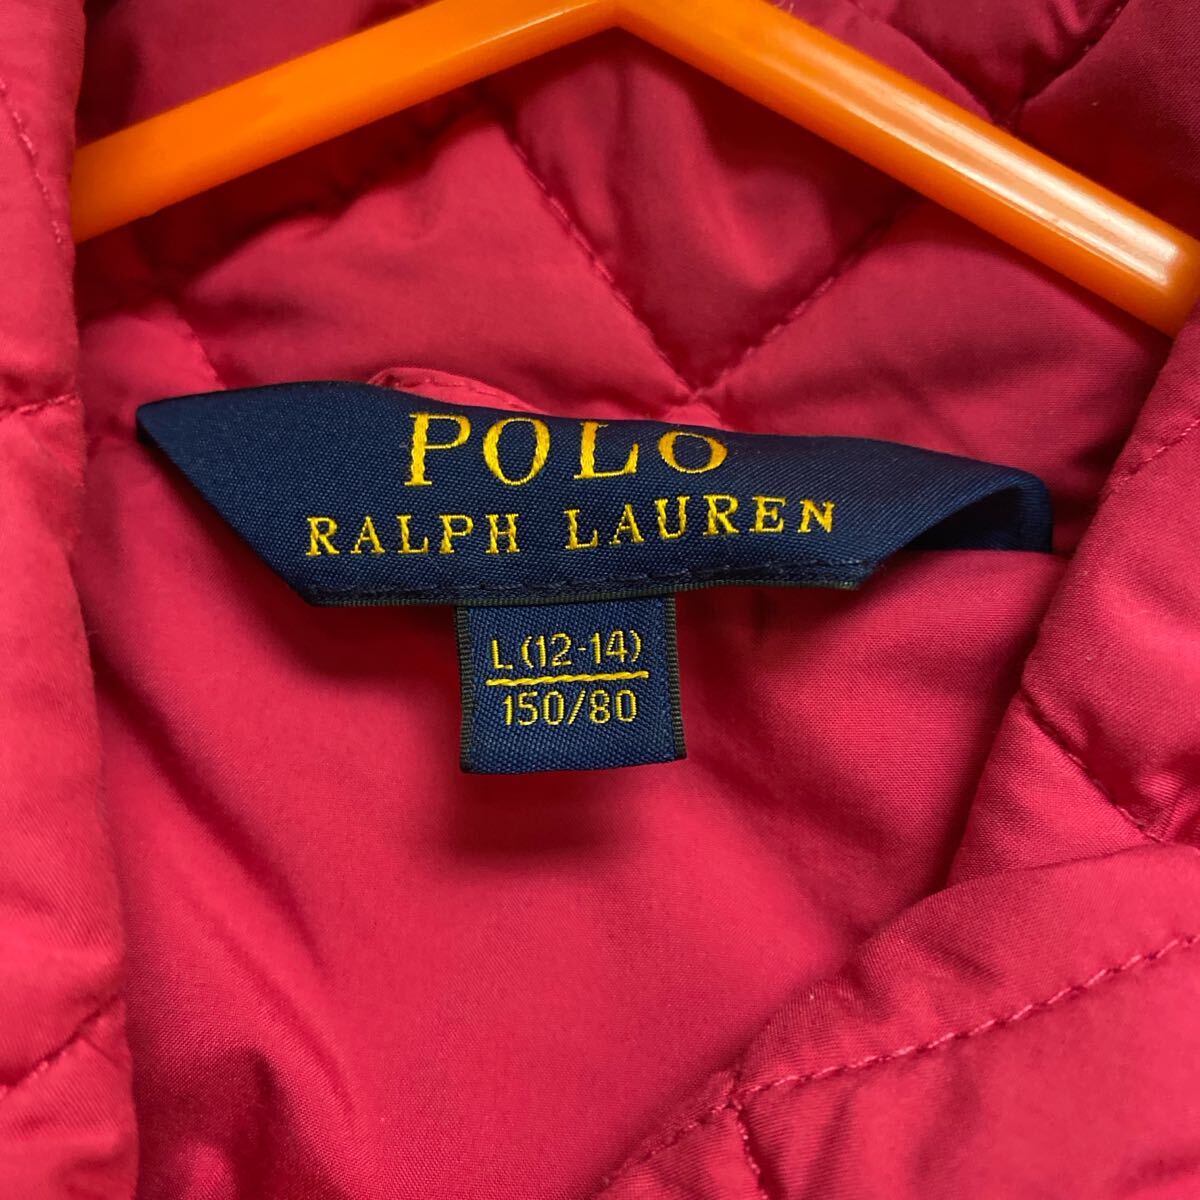 POLO
RALPH LAUREN
L (12-14)
150/80